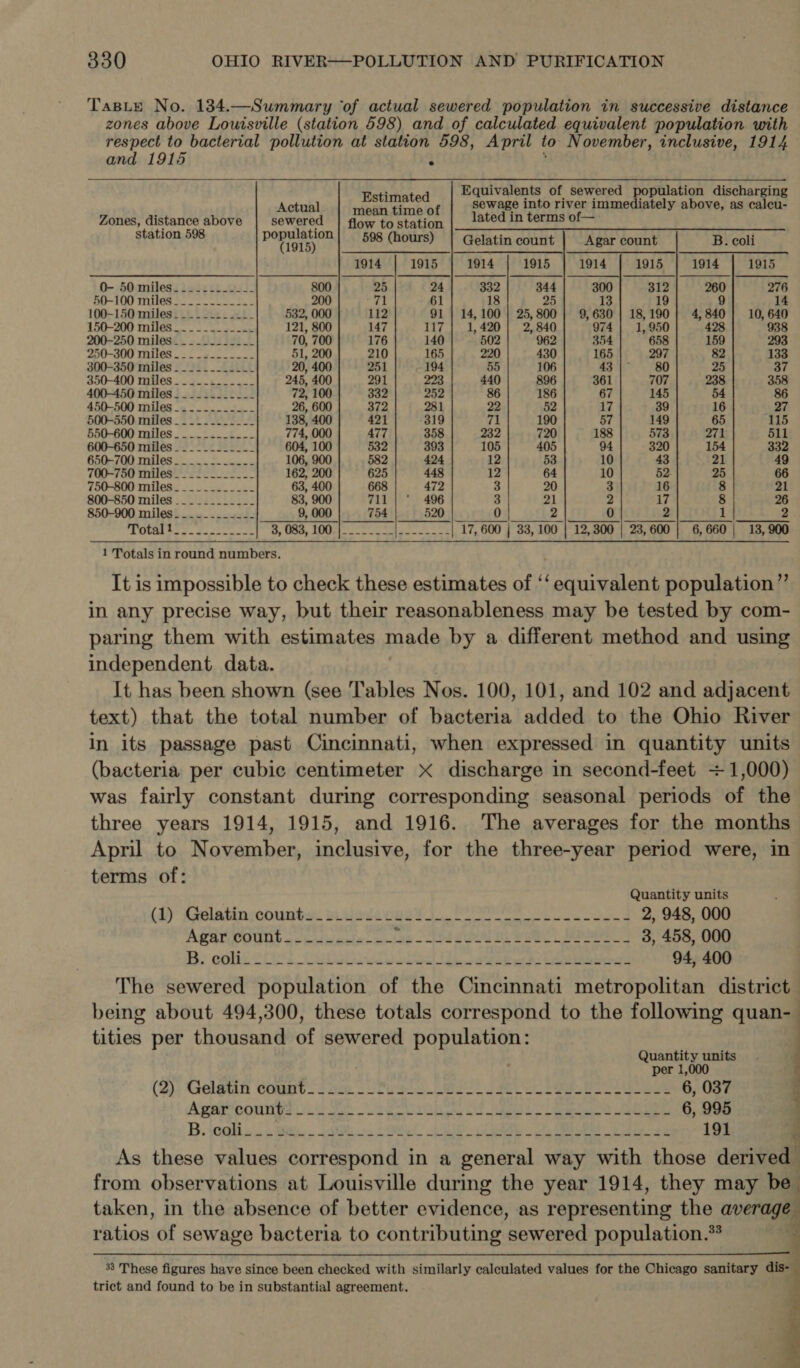 330 OHIO RIVER—POLLUTION AND PURIFICATION
TABLE No. 134.—Summary of actual sewered population in successive distance
zones above Louisville (station 598) and of calculated equivalent population with
respect to bacterial pollution at station 598, April to November, inclusive, 1914
and 1915
Zones, distance above station 598 | Actual sewered population (1915) | Estimated mean time of flow to station 598 (hours) | Equivalents of sewered population discharging sewage into river immediately above, as calculated in terms of—
Gelatin count | Agar count | B. coli
1914 | 1915 | 1914 | 1915 | 1914 | 1915 | 1914 | 1915
0- 50 miles | 800 | 25 | 24 | 332 | 344 | 300 | 312 | 260 | 276
50-100 miles | 200 | 71 | 61 | 18 | 25 | 13 | 19 | 9 | 14
100-150 miles | 532, 000 | 112 | 91 | 14, 100 | 25, 800 | 9, 630 | 18, 190 | 4, 840 | 10, 640
150-200 miles | 121, 800 | 147 | 117 | 1, 420 | 2, 840 | 974 | 1, 950 | 428 | 938
200-250 miles | 70, 700 | 176 | 140 | 502 | 962 | 354 | 658 | 159 | 293
250-300 miles | 51, 200 | 210 | 165 | 220 | 430 | 165 | 297 | 82 | 133
300-350 miles | 20, 400 | 251 | 194 | 55 | 106 | 43 | 80 | 25 | 37
350-400 miles | 245, 400 | 291 | 223 | 440 | 896 | 361 | 707 | 238 | 358
400-450 miles | 72, 100 | 332 | 252 | 86 | 186 | 67 | 145 | 54 | 86
450-500 miles | 26, 600 | 372 | 281 | 22 | 52 | 17 | 39 | 16 | 27
500-550 miles | 138, 400 | 421 | 319 | 71 | 190 | 57 | 149 | 65 | 115
550-600 miles | 774, 000 | 477 | 358 | 232 | 720 | 188 | 573 | 271 | 511
600-650 miles | 604, 100 | 532 | 393 | 105 | 405 | 94 | 320 | 154 | 332
650-700 miles | 106, 900 | 582 | 424 | 12 | 53 | 10 | 43 | 21 | 49
700-750 miles | 162, 200 | 625 | 448 | 12 | 64 | 10 | 52 | 25 | 66
750-800 miles | 63, 400 | 668 | 472 | 3 | 20 | 3 | 16 | 8 | 21
800-850 miles | 83, 900 | 711 | 496 | 3 | 21 | 2 | 17 | 8 | 26
850-900 miles | 9, 000 | 754 | 520 | 0 | 2 | 0 | 2 | 1 | 2
Total ¹ | 3, 083, 100 | | | 17, 600 | 33, 100 | 12, 300 | 23, 600 | 6, 660 | 13, 900
¹ Totals in round numbers.
It is impossible to check these estimates of “equivalent population”
in any precise way, but their reasonableness may be tested by com-
paring them with estimates made by a different method and using
independent data.
It has been shown (see Tables Nos. 100, 101, and 102 and adjacent
text) that the total number of bacteria added to the Ohio River
in its passage past Cincinnati, when expressed in quantity units
(bacteria per cubic centimeter × discharge in second-feet ÷1,000)
was fairly constant during corresponding seasonal periods of the
three years 1914, 1915, and 1916. The averages for the months
April to November, inclusive, for the three-year period were, in
terms of:
Quantity units
(1) Gelatin count 2, 948, 000
Agar count 3, 458, 000
B. coli 94, 400
The sewered population of the Cincinnati metropolitan district
being about 494,300, these totals correspond to the following quan-
tities per thousand of sewered population:
Quantity units
per 1,000
(2) Gelatin count 6, 037
Agar count 6, 995
B. coli 191
As these values correspond in a general way with those derived
from observations at Louisville during the year 1914, they may be
taken, in the absence of better evidence, as representing the average
ratios of sewage bacteria to contributing sewered population.³³
³³ These figures have since been checked with similarly calculated values for the Chicago sanitary dis-
trict and found to be in substantial agreement.